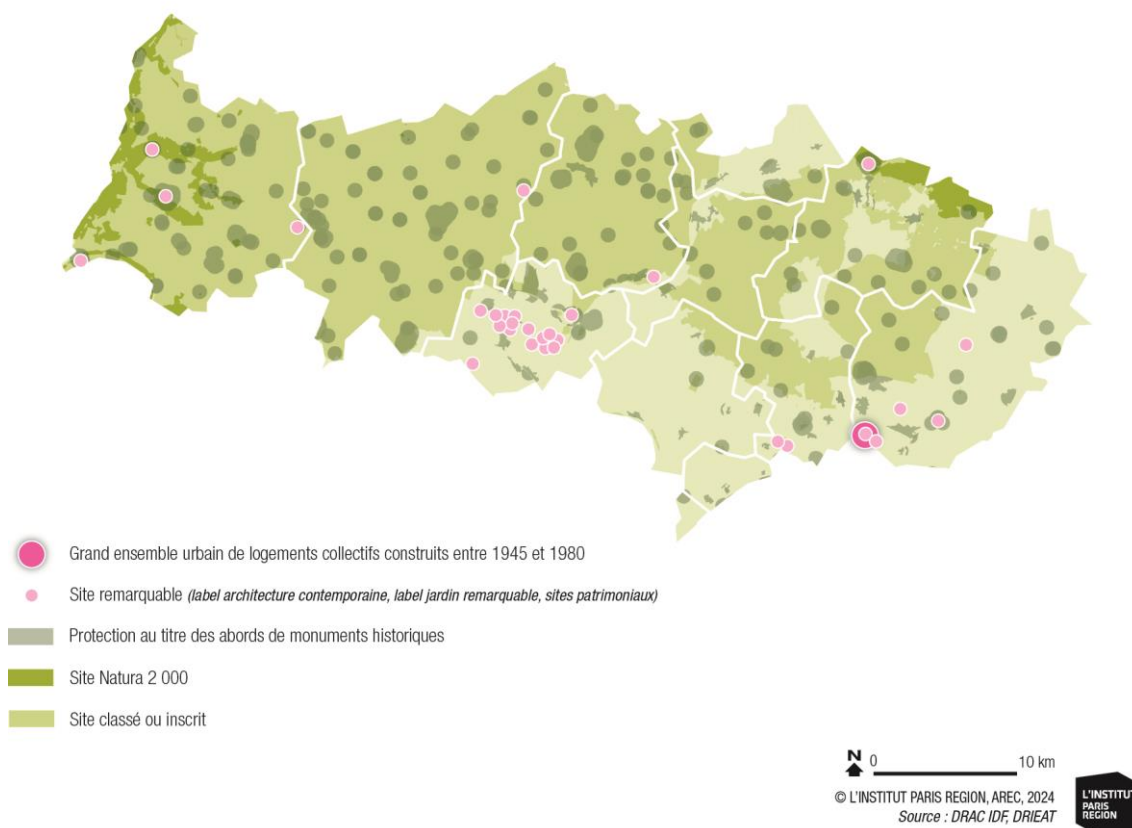 Grand ensemble urbain de logements collectifs construits entre 1945 et 1980
Site remarquable (label architecture contemporaine, label jardin remarquable, sites patrimoniaux)
Protection au titre des abords de monuments historiques
Site Natura 2 000
Site classé ou inscrit
N 0 10 km
© L'INSTITUT PARIS REGION, AREC, 2024
Source : DRAC IDF, DRIEAT
L'INSTITUT
PARIS
REGION